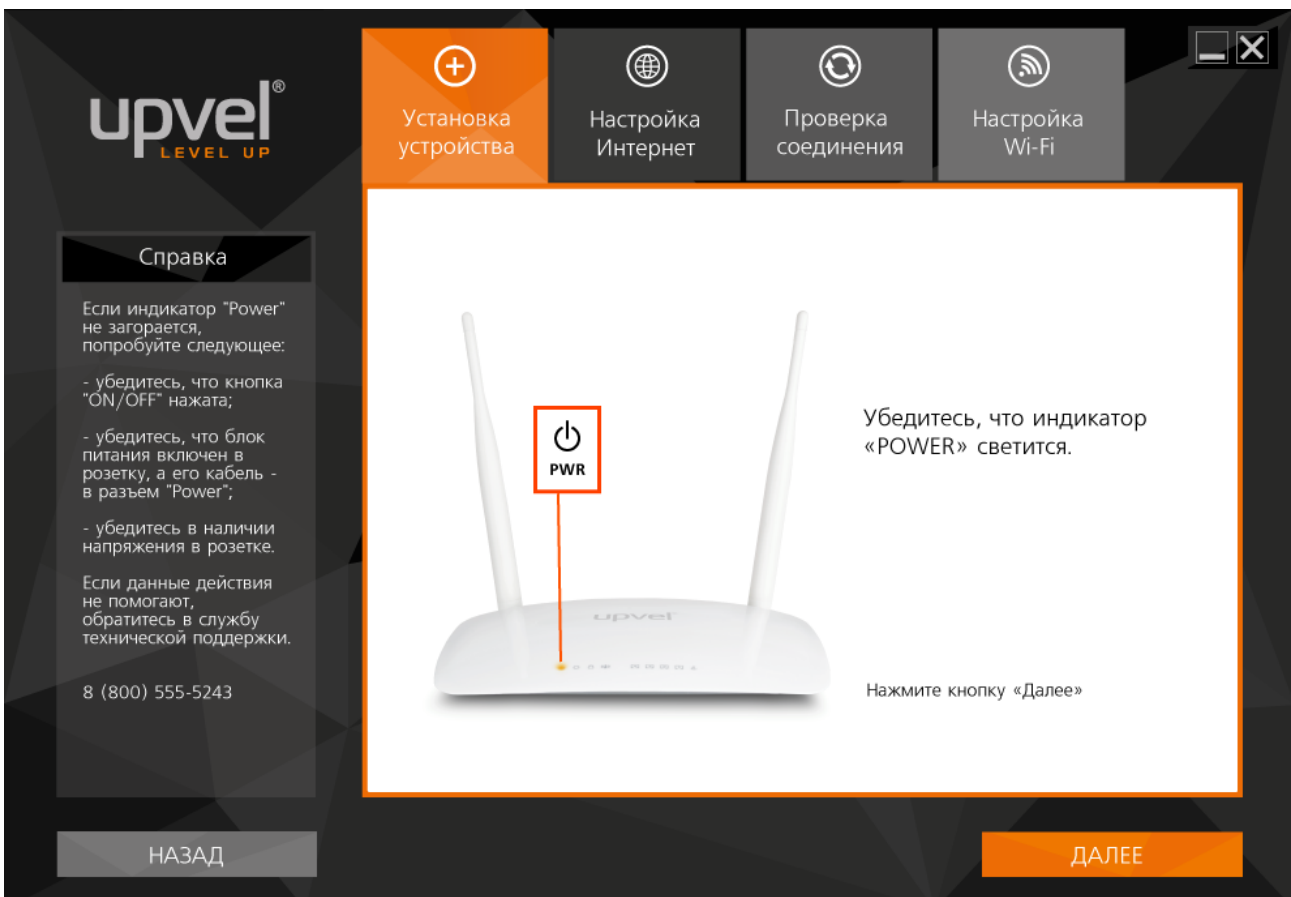 upvel®
LEVEL UP
Установка
устройства
Настройка
Интернет
Проверка
соединения
Настройка
Wi-Fi
Справка
Если индикатор "Power"
не загорается,
попробуйте следующее:
- убедитесь, что кнопка
"ON/OFF" нажата;
- убедитесь, что блок
питания включен в
розетку, а его кабель -
в разъем "Power";
- убедитесь в наличии
напряжения в розетке.
Если данные действия
не помогают,
обратитесь в службу
технической поддержки.
8 (800) 555-5243
PWR
upvel
Убедитесь, что индикатор
«POWER» светится.
Нажмите кнопку «Далее»
НАЗАД
ДАЛЕЕ